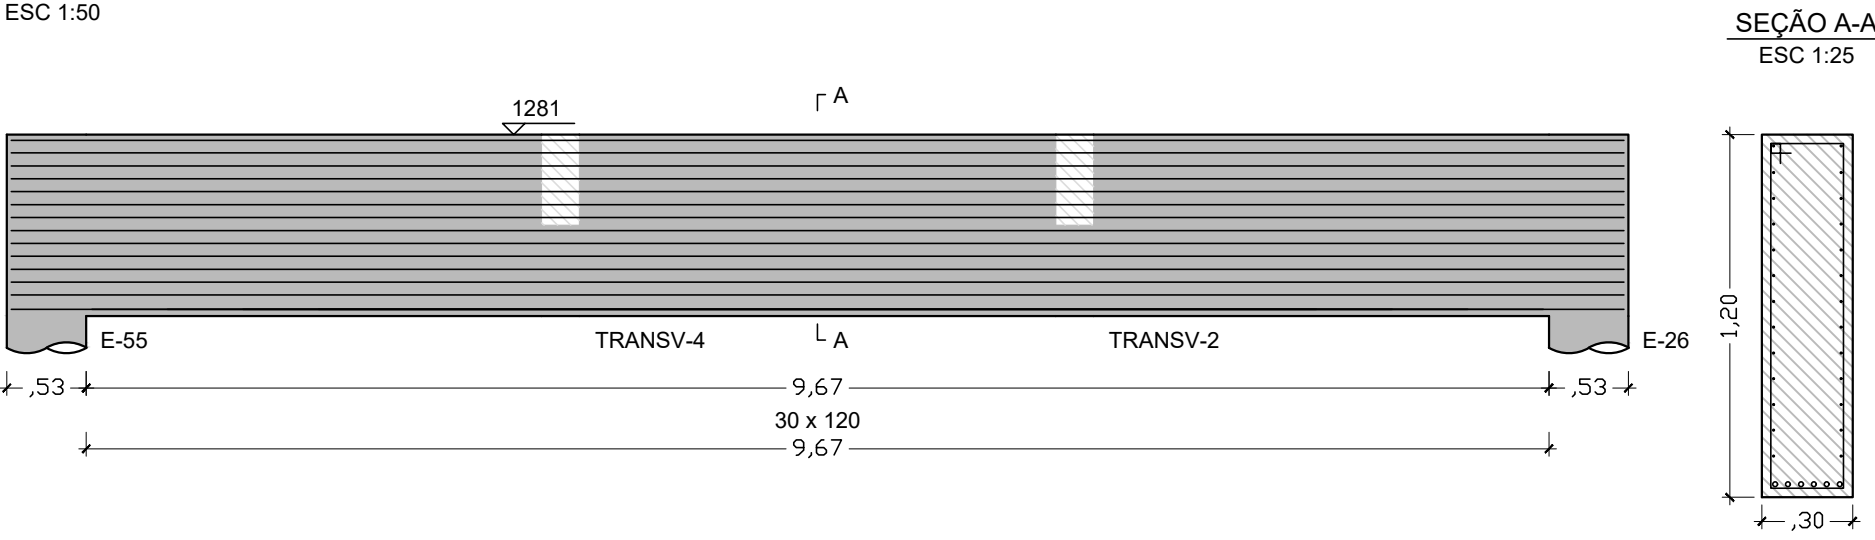 ESC 1:50
SEÇÃO A-A
ESC 1:25
A
1281
E-55
TRANSV-4
A
TRANSV-2
E-26
1,20
,53
9,67
,53
30 x 120
9,67
,30